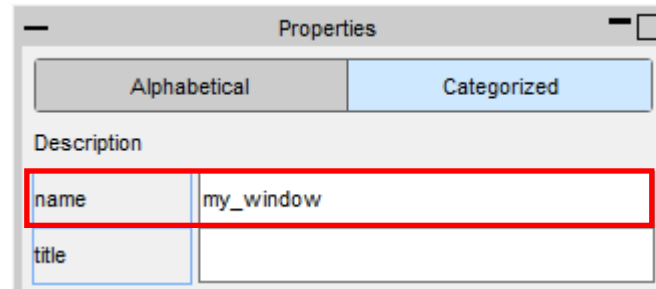 Properties
Alphabetical Categorized
Description
name my_window
title